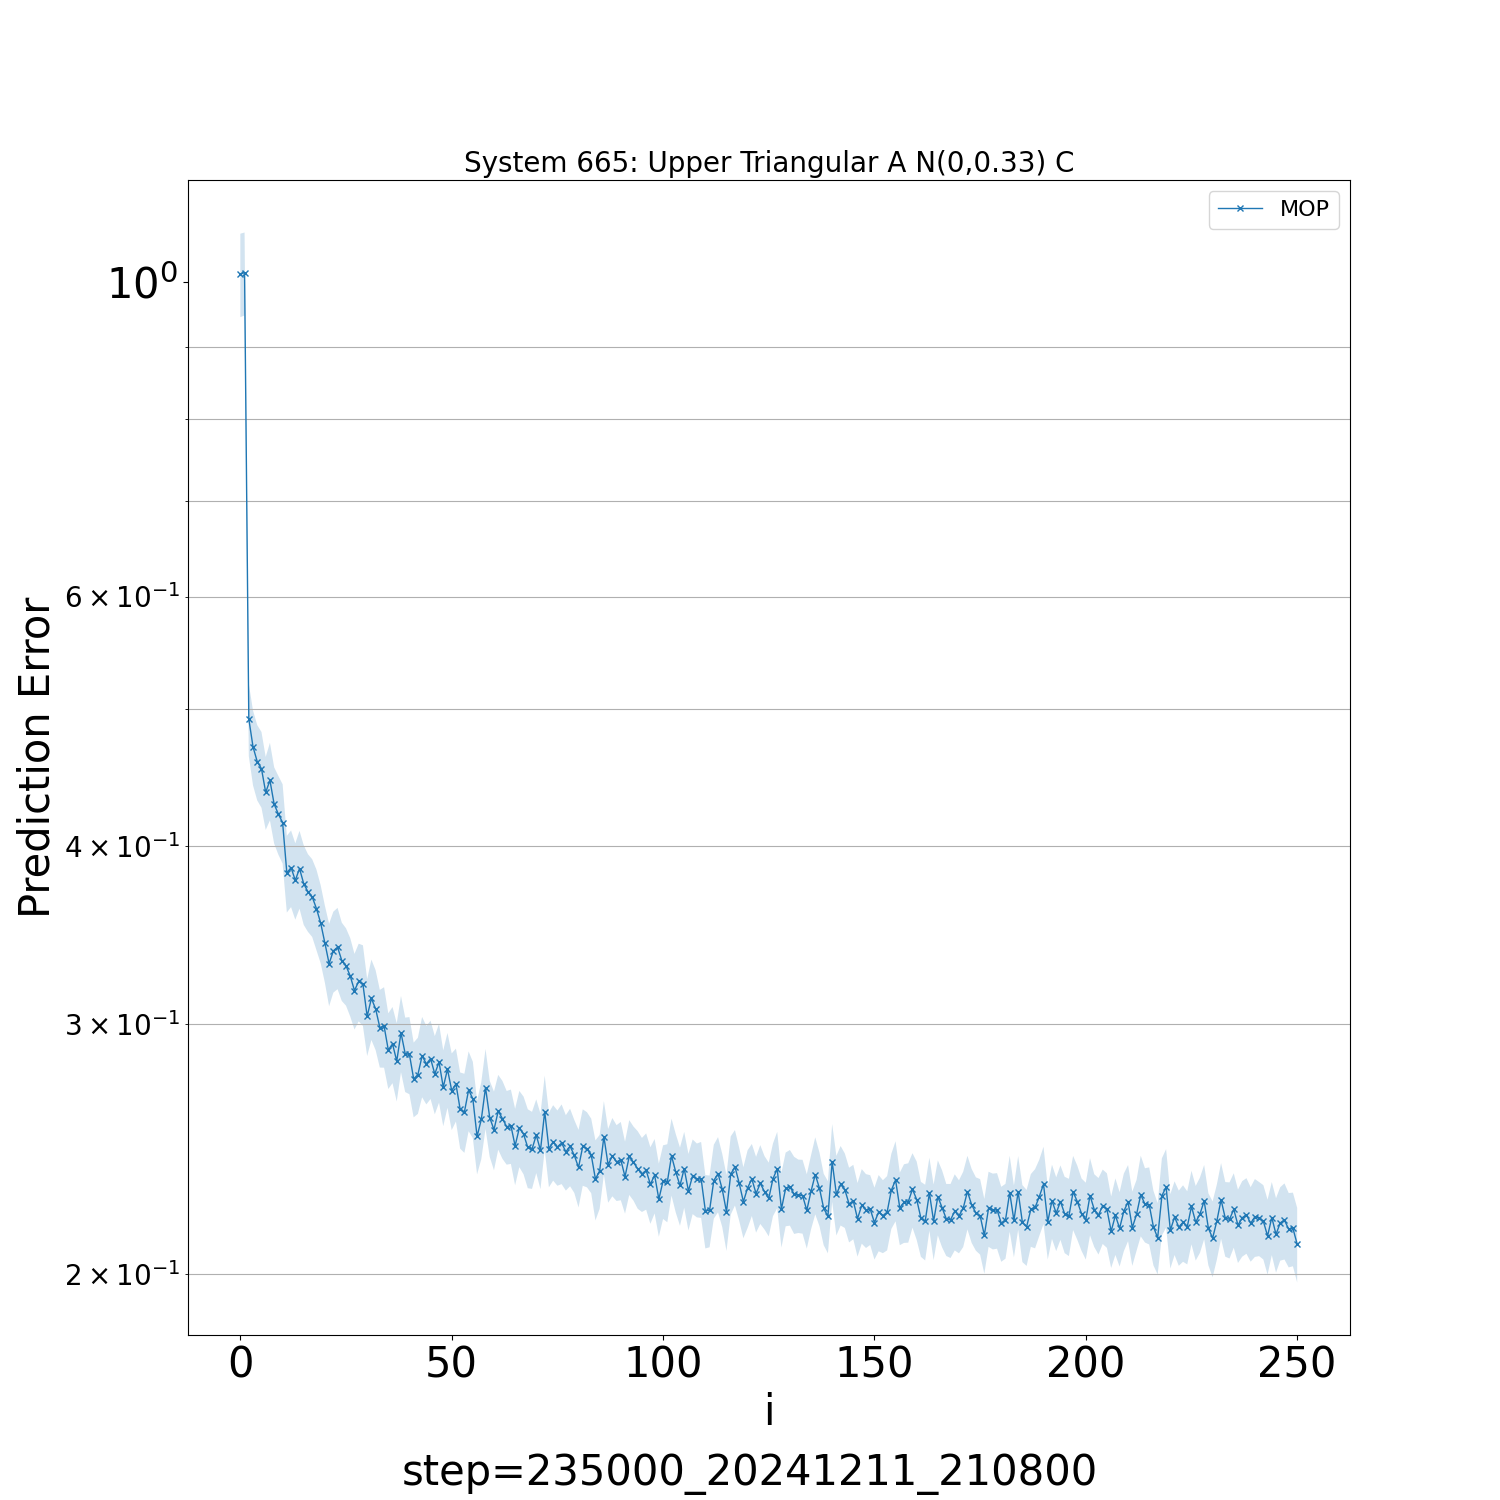 System 665: Upper Triangular A N(0,0.33) C
MOP
10⁰
6 × 10⁻¹
4 × 10⁻¹
3 × 10⁻¹
2 × 10⁻¹
Prediction Error
0 50 100 150 200 250
i
step=235000_20241211_210800